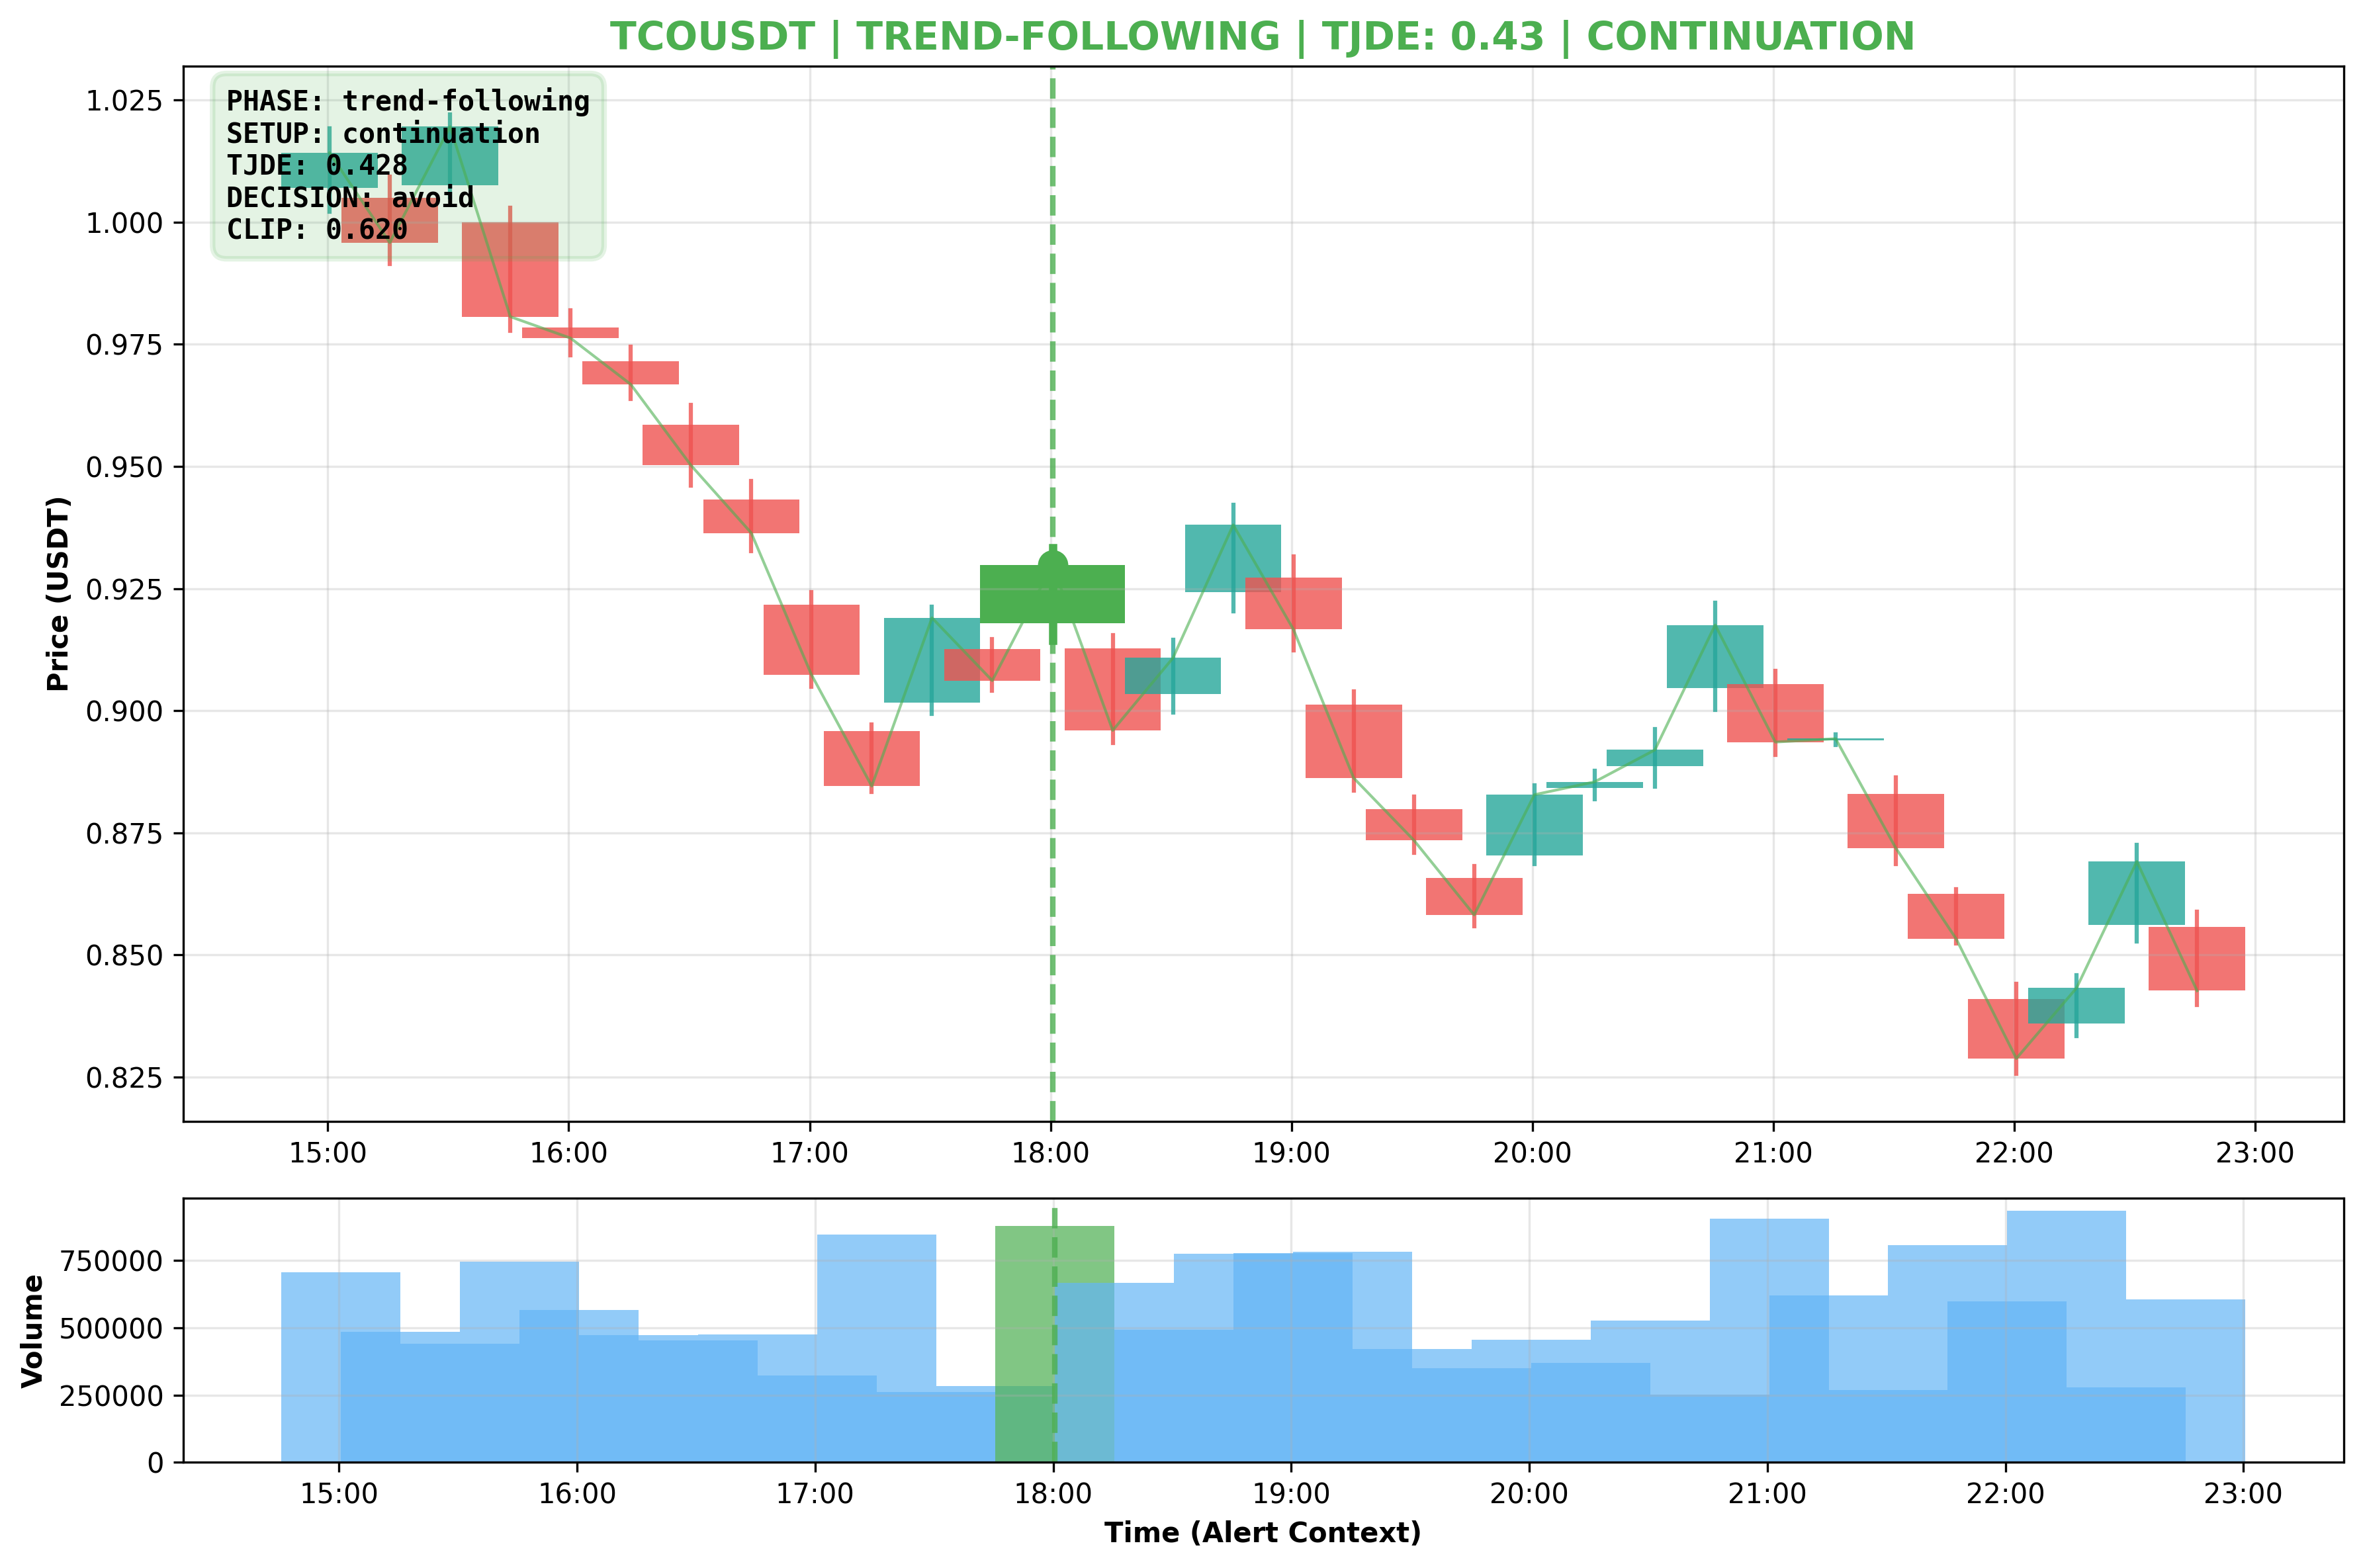 TCOUSDT | TREND-FOLLOWING | TJDE: 0.43 | CONTINUATION
PHASE: trend-following
SETUP: continuation
TJDE: 0.428
DECISION: avoid
CLIP: 0.620
Price (USDT)
1.025
1.000
0.975
0.950
0.925
0.900
0.875
0.850
0.825
15:00 16:00 17:00 18:00 19:00 20:00 21:00 22:00 23:00
Volume
750000
500000
250000
0
15:00 16:00 17:00 18:00 19:00 20:00 21:00 22:00 23:00
Time (Alert Context)